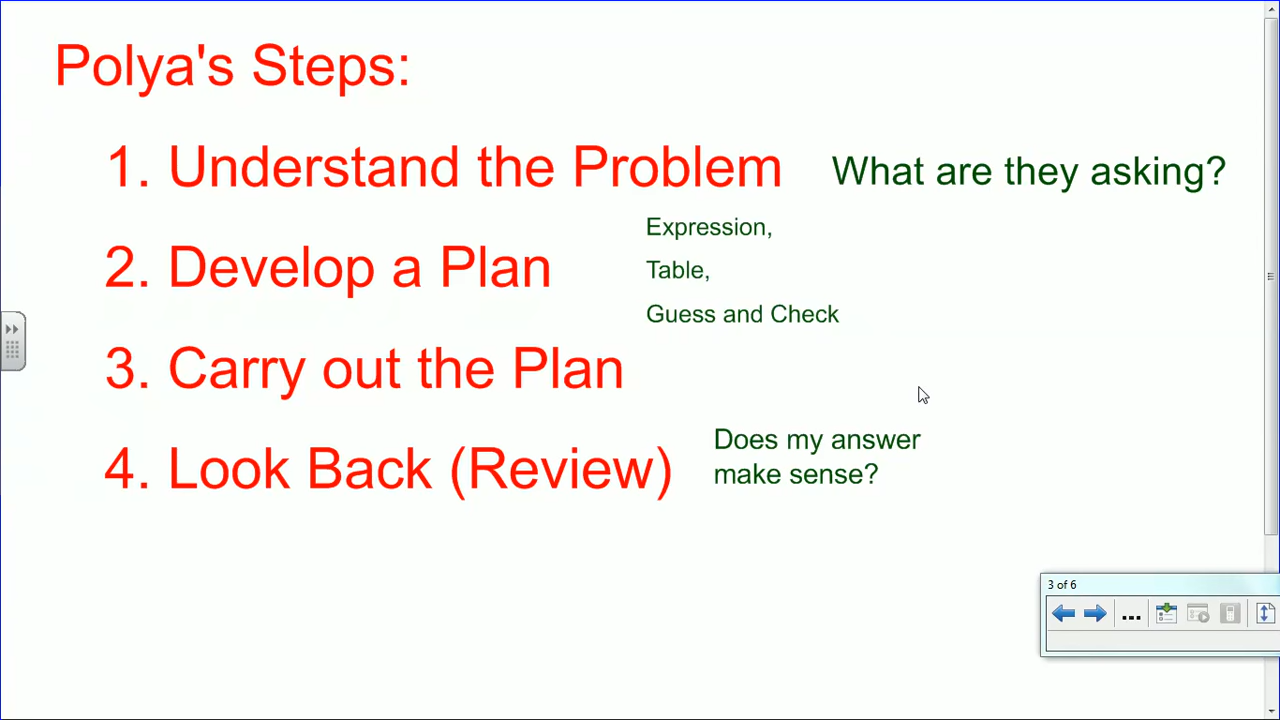 Polya's Steps:
1. Understand the Problem What are they asking?
Expression,
2. Develop a Plan Table,
Guess and Check
3. Carry out the Plan
4. Look Back (Review) Does my answer
make sense?
3 of 6
...